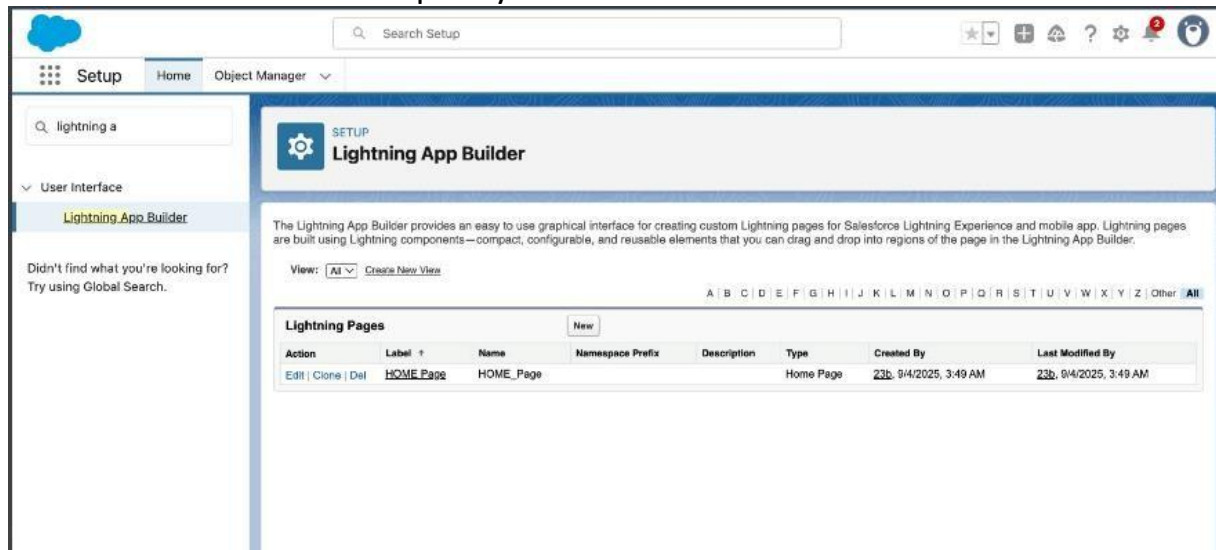 Search Setup
2
Setup Home Object Manager
lightning a
User Interface
Lightning App Builder
Didn't find what you're looking for?
Try using Global Search.
SETUP
Lightning App Builder
The Lightning App Builder provides an easy to use graphical interface for creating custom Lightning pages for Salesforce Lightning Experience and mobile app. Lightning pages
are built using Lightning components—compact, configurable, and reusable elements that you can drag and drop into regions of the page in the Lightning App Builder.
View: All Create New View
A | B | C | D | E | F | G | H | I | J | K | L | M | N | O | P | Q | R | S | T | U | V | W | X | Y | Z | Other All
Lightning Pages New
Action Label ↑ Name Namespace Prefix Description Type Created By Last Modified By
Edit | Clone | Del HOME Page HOME_Page Home Page 23b, 9/4/2025, 3:49 AM 23b, 9/4/2025, 3:49 AM